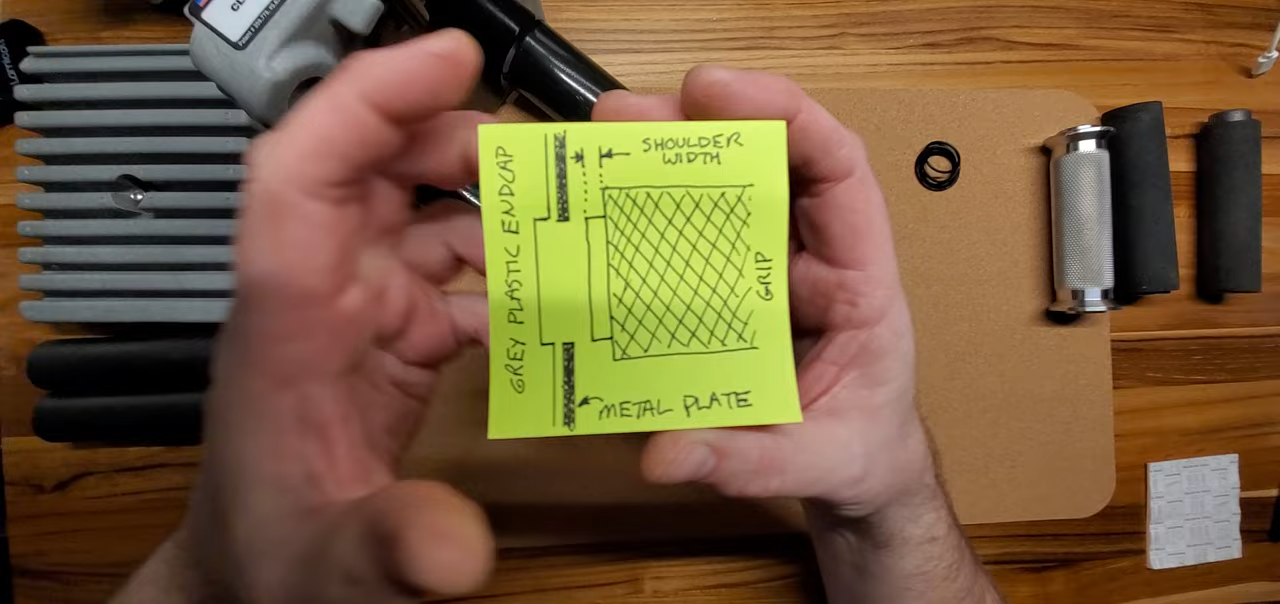 GREY PLASTIC ENDCAP
SHOULDER
WIDTH
GRIP
METAL PLATE